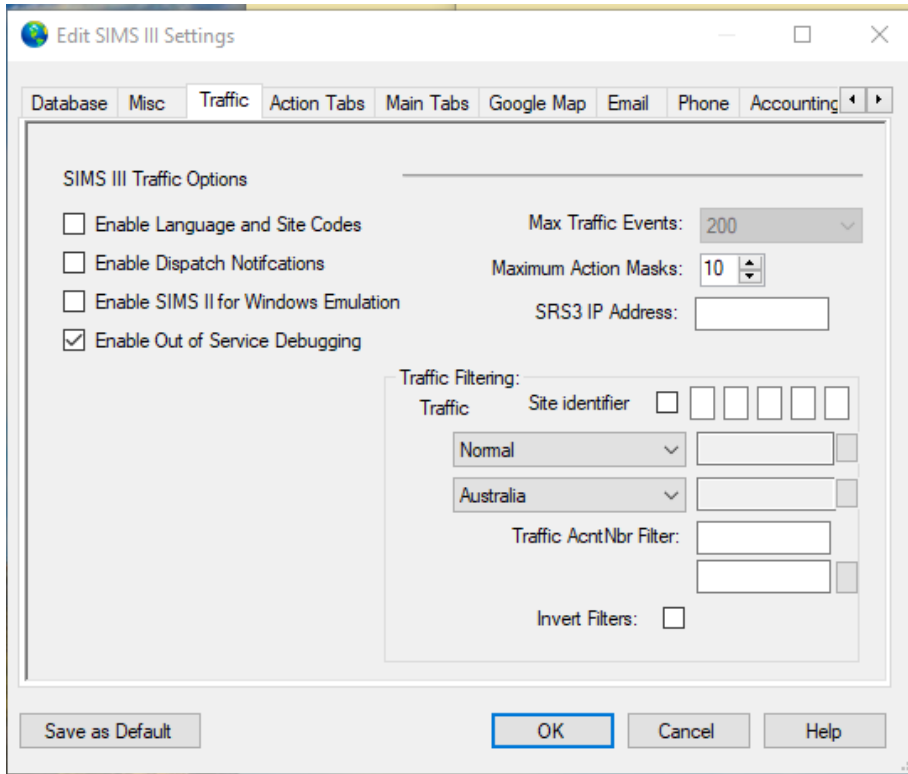 Edit SIMS III Settings
Database Misc Traffic Action Tabs Main Tabs Google Map Email Phone Accounting
SIMS III Traffic Options
Enable Language and Site Codes
Enable Dispatch Notifcations
Enable SIMS II for Windows Emulation
Enable Out of Service Debugging
Max Traffic Events: 200
Maximum Action Masks: 10
SRS3 IP Address:
Traffic Filtering:
Traffic Site identifier
Normal
Australia
Traffic AcntNbr Filter:
Invert Filters:
Save as Default OK Cancel Help